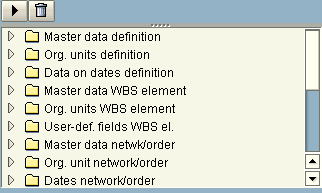 Master data definition
Org. units definition
Data on dates definition
Master data WBS element
Org. units WBS element
User-def. fields WBS el.
Master data netwk/order
Org. unit network/order
Dates network/order